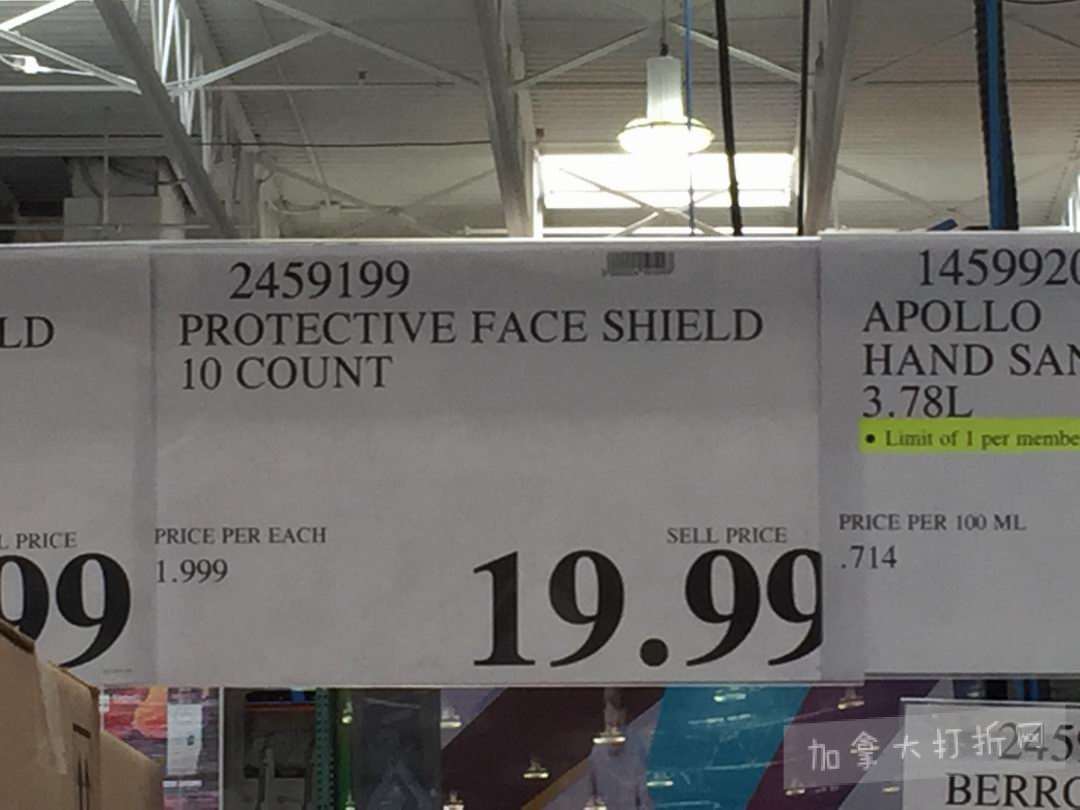 LD
L PRICE
99
2459199
PROTECTIVE FACE SHIELD
10 COUNT
PRICE PER EACH
1.999
SELL PRICE
19.99
1459920
APOLLO
HAND SAN
3.78L
• Limit of 1 per membe
PRICE PER 100 ML
.714
加拿大打折网
245
BERRO